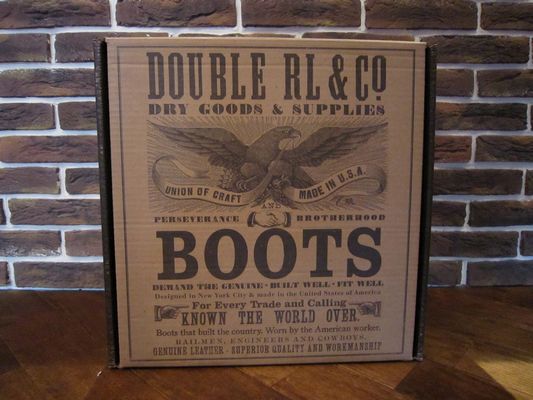 DOUBLE RL & CO
DRY GOODS & SUPPLIES
UNION OF CRAFT AND MADE IN U.S.A.
PERSEVERANCE BROTHERHOOD
BOOTS
DEMAND THE GENUINE · BUILT WELL · FIT WELL
Designed in New York City & made in the United States of America
For Every Trade and Calling
KNOWN THE WORLD OVER.
Boots that built the country. Worn by the American worker.
RAILMEN, ENGINEERS AND COWBOYS.
GENUINE LEATHER - SUPERIOR QUALITY AND WORKMANSHIP